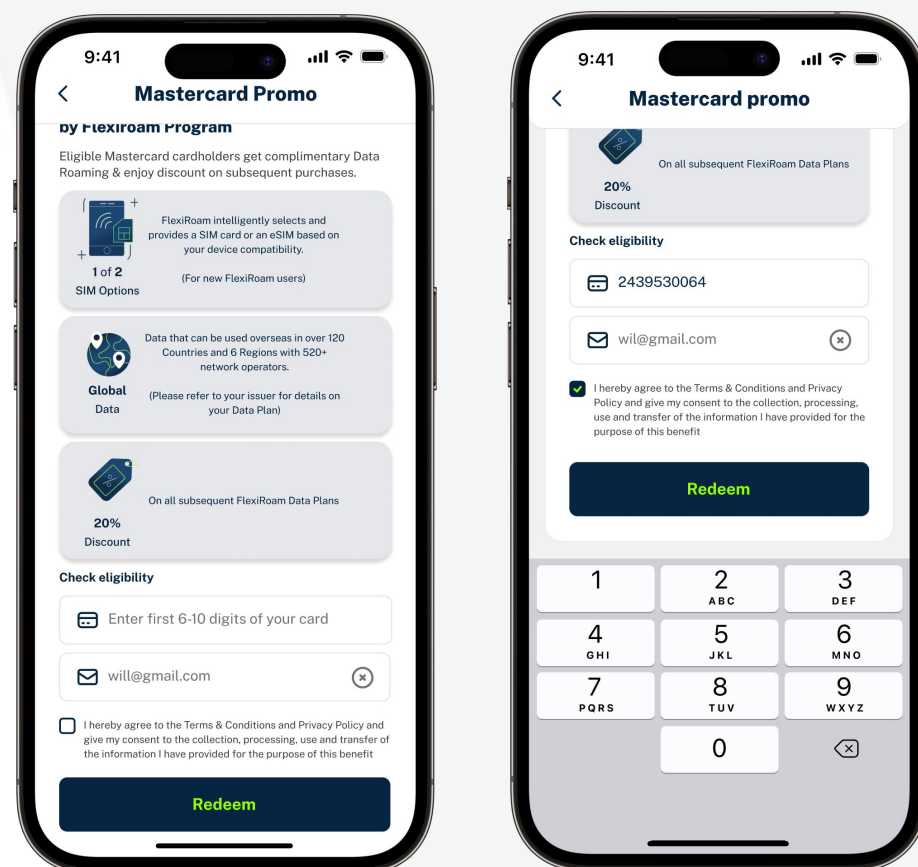 9:41
Mastercard Promo
by Flexiroam Program
Eligible Mastercard cardholders get complimentary Data
Roaming & enjoy discount on subsequent purchases.
FlexiRoam intelligently selects and
provides a SIM card or an eSIM based on
your device compatibility.
(For new FlexiRoam users)
1 of 2
SIM Options
Data that can be used overseas in over 120
Countries and 6 Regions with 520+
network operators.
(Please refer to your issuer for details on
your Data Plan)
Global
Data
On all subsequent FlexiRoam Data Plans
20%
Discount
Check eligibility
Enter first 6-10 digits of your card
will@gmail.com
I hereby agree to the Terms & Conditions and Privacy Policy and
give my consent to the collection, processing, use and transfer of
the information I have provided for the purpose of this benefit
Redeem
9:41
Mastercard promo
On all subsequent FlexiRoam Data Plans
20%
Discount
Check eligibility
2439530064
wil@gmail.com
I hereby agree to the Terms & Conditions and Privacy
Policy and give my consent to the collection, processing,
use and transfer of the information I have provided for the
purpose of this benefit
Redeem
1 2 3
ABC DEF
4 5 6
GHI JKL MNO
7 8 9
PQRS TUV WXYZ
0